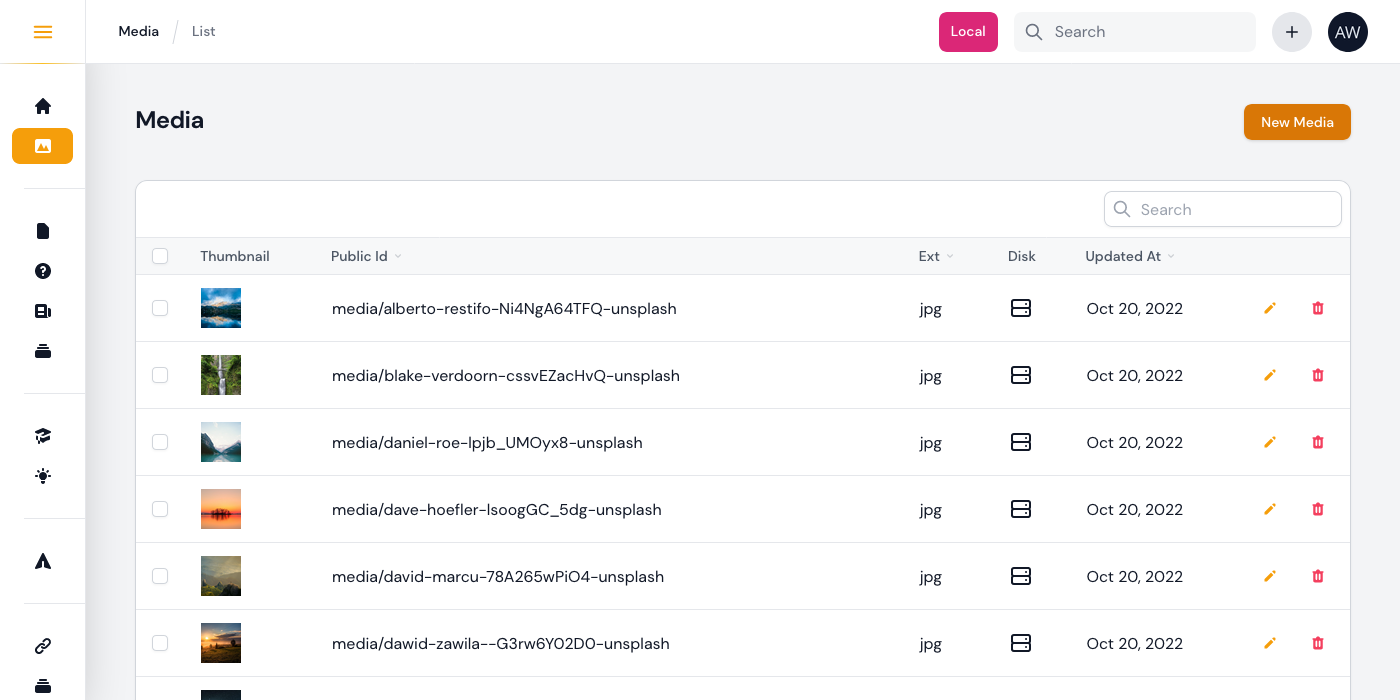 Media / List
Local
Search
AW
Media
New Media
Search
Thumbnail Public Id Ext Disk Updated At
media/alberto-restifo-Ni4NgA64TFQ-unsplash jpg Oct 20, 2022
media/blake-verdoorn-cssvEZacHvQ-unsplash jpg Oct 20, 2022
media/daniel-roe-lpjb_UMOyx8-unsplash jpg Oct 20, 2022
media/dave-hoefler-lsoogGC_5dg-unsplash jpg Oct 20, 2022
media/david-marcu-78A265wPiO4-unsplash jpg Oct 20, 2022
media/dawid-zawila--G3rw6Y02D0-unsplash jpg Oct 20, 2022